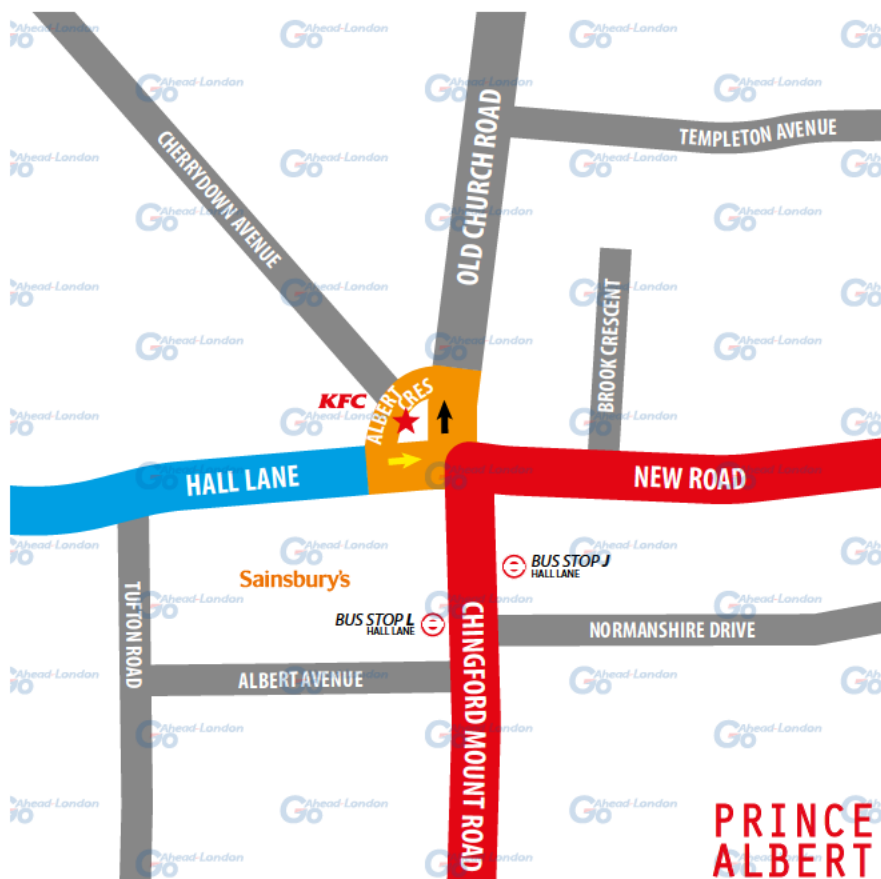 CHERRYDOWN AVENUE
OLD CHURCH ROAD
TEMPLETON AVENUE
BROOK CRESCENT
KFC
ALBERT CRES
HALL LANE
NEW ROAD
BUS STOP J
HALL LANE
Sainsbury's
BUS STOP L
HALL LANE
TUFTON ROAD
NORMANSHIRE DRIVE
ALBERT AVENUE
CHINGFORD MOUNT ROAD
PRINCE
ALBERT
Go Ahead-London